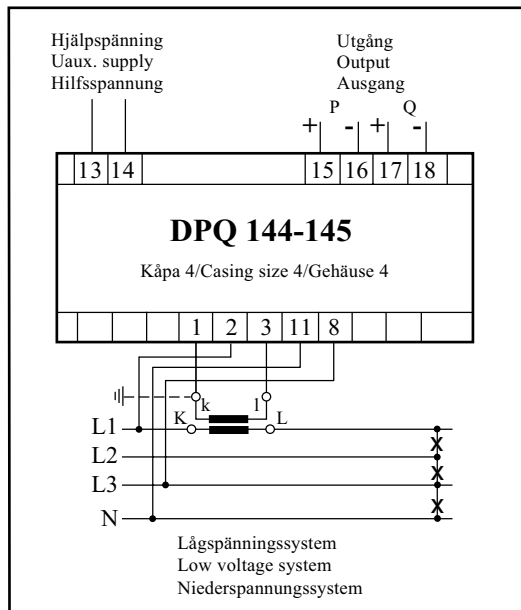 Hjälpspänning
Uaux. supply
Hilfsspannung
Utgång
Output
Ausgang
P Q
+ - + -
13 14 15 16 17 18
DPQ 144-145
Kåpa 4/Casing size 4/Gehäuse 4
1 2 3 11 8
k l
K L
L1
L2
L3
N
X
X
X
Lågspänningssystem
Low voltage system
Niederspannungssystem